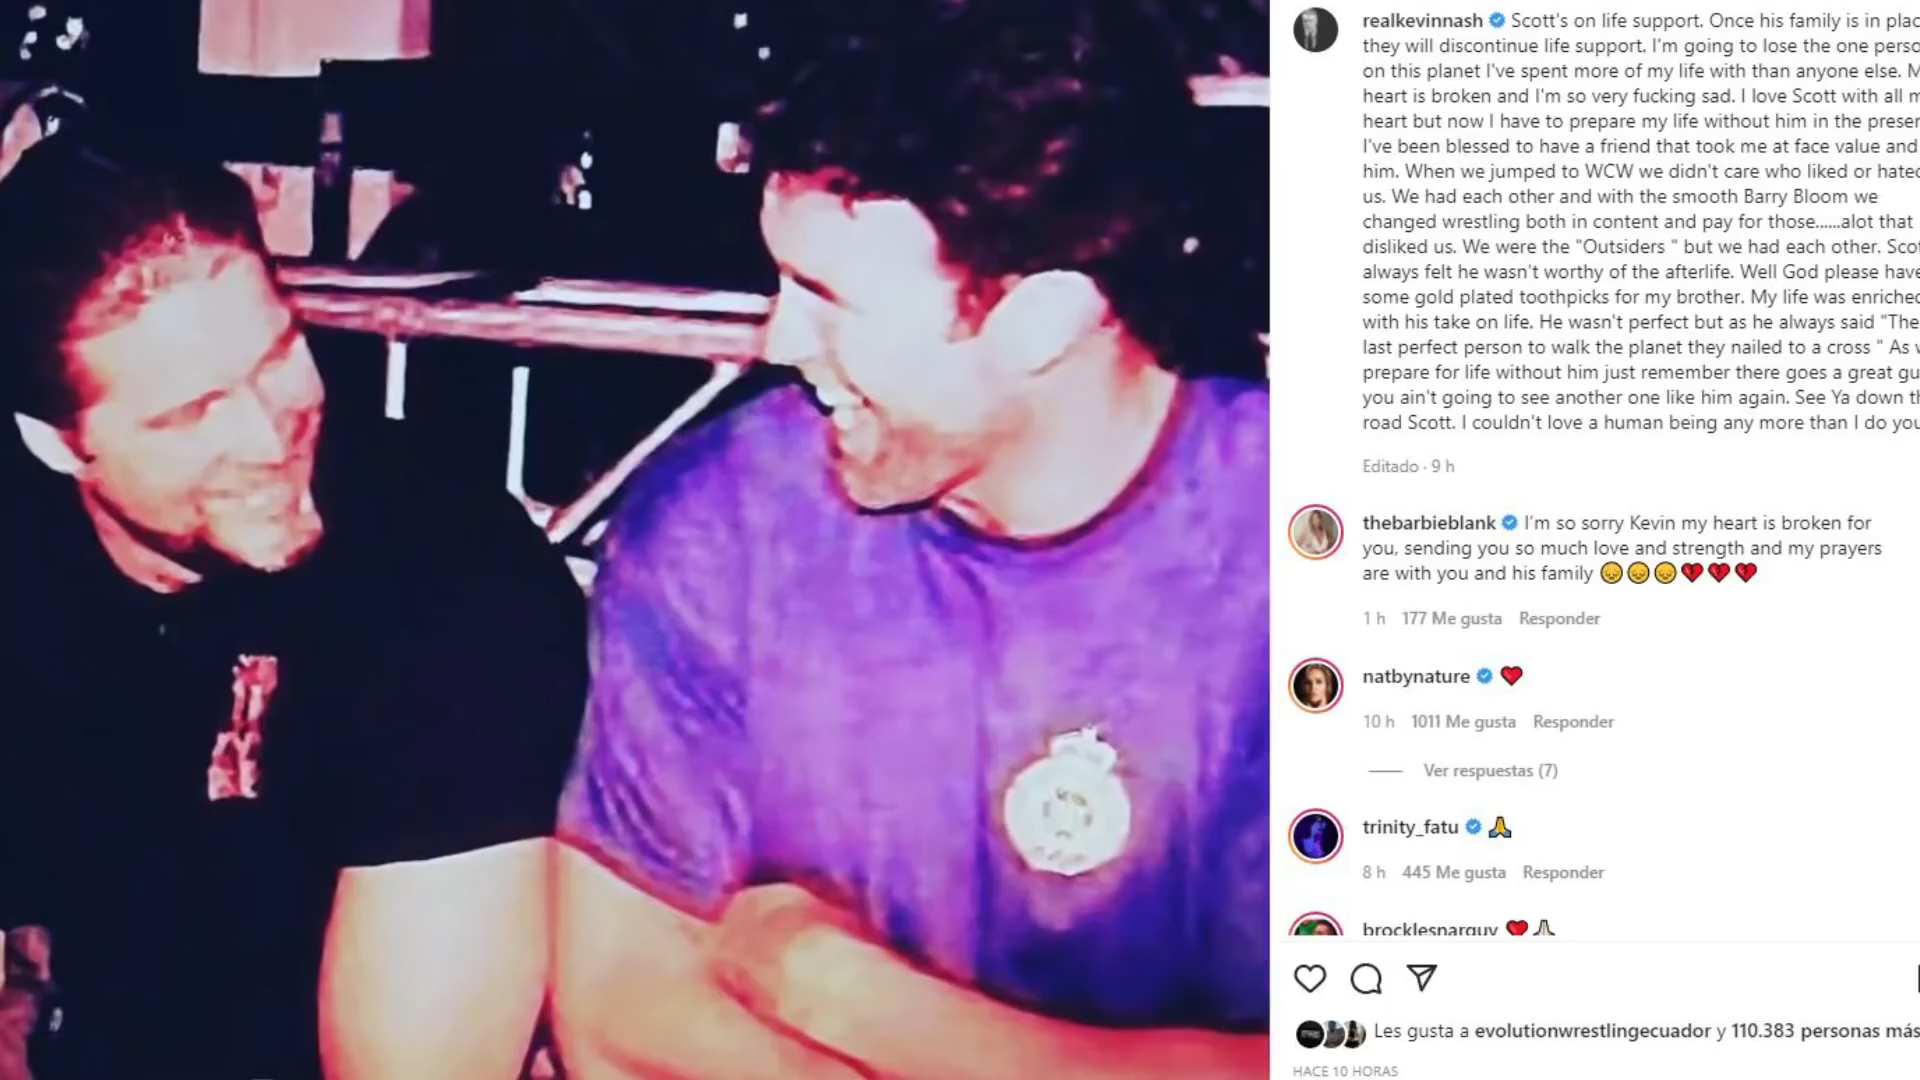 realkevinnash Scott's on life support. Once his family is in
they will discontinue life support. I'm going to lose the one
on this planet I've spent more of my life with than anyone else.
heart is broken and I'm so very fucking sad. I love Scott with all
heart but now I have to prepare my life without him in the
I've been blessed to have a friend that took me at face value and
him. When we jumped to WCW we didn't care who liked or
us. We had each other and with the smooth Barry Bloom we
changed wrestling both in content and pay for those......alot that
disliked us. We were the "Outsiders " but we had each other.
always felt he wasn't worthy of the afterlife. Well God please have
some gold plated toothpicks for my brother. My life was enriched
with his take on life. He wasn't perfect but as he always said "The
last perfect person to walk the planet they nailed to a cross " As
prepare for life without him just remember there goes a great
you ain't going to see another one like him again. See Ya down
road Scott. I couldn't love a human being any more than I do
Editado · 9 h
thebarbieblank I'm so sorry Kevin my heart is broken for
you, sending you so much love and strength and my prayers
are with you and his family 😞😞😞💔💔💔
1 h 177 Me gusta Responder
natbynature ❤️
10 h 1011 Me gusta Responder
Ver respuestas (7)
trinity_fatu 🙏
8 h 445 Me gusta Responder
brocklesnarguy ❤️🙏🏻
Les gusta a evolutionwrestlingecuador y 110.383 personas más
HACE 10 HORAS